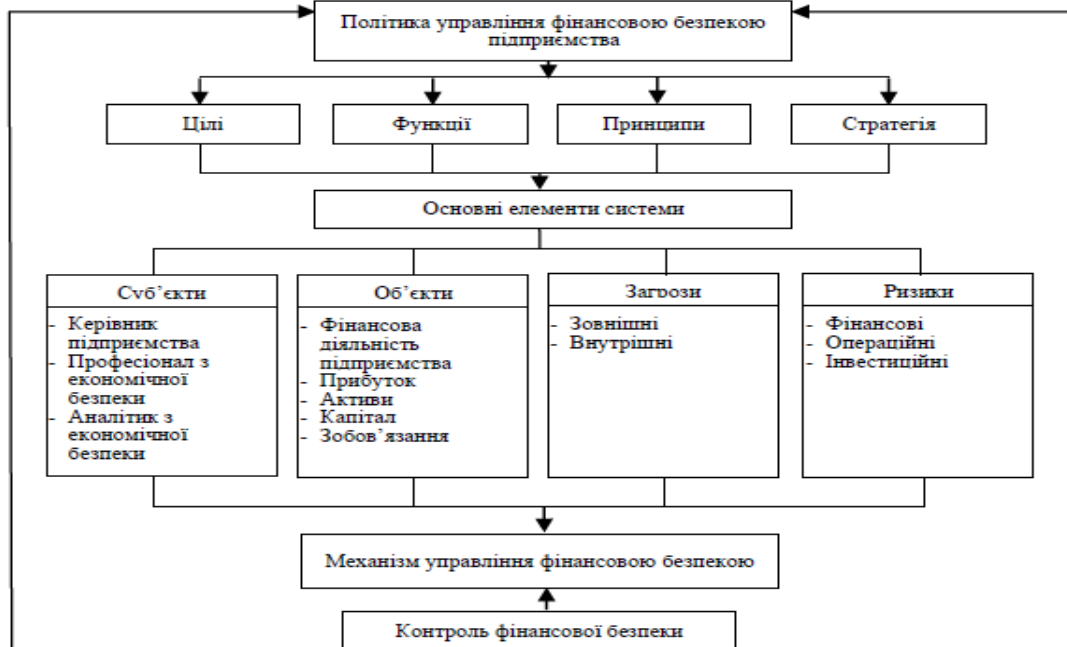 Політика управління фінансовою безпекою
підприємства
Цілі
Функції
Принципи
Стратегія
Основні елементи системи
Суб’єкти
- Керівник
підприємства
- Професіонал з
економічної
безпеки
- Аналітик з
економічної
безпеки
Об’єкти
- Фінансова
діяльність
підприємства
- Прибуток
- Активи
- Капітал
- Зобов’язання
Загрози
- Зовнішні
- Внутрішні
Ризики
- Фінансові
- Операційні
- Інвестиційні
Механізм управління фінансовою безпекою
Контроль фінансової безпеки